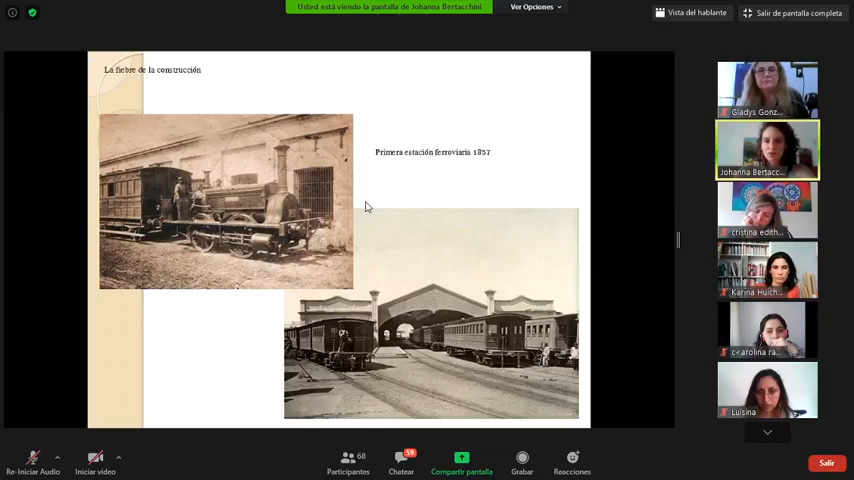 Usted está viendo la pantalla de Johanna Bertacchini
Ver Opciones
Vista del hablante
Salir de pantalla completa
La fiebre de la construcción
Primera estación ferroviaria 1857
Gladys Gonz...
Johanna Bertacc...
cristina edith...
Karina Huich...
c<arolina ra...
Luisina
Re-Iniciar Audio
Iniciar video
68
Participantes
59
Chatear
Compartir pantalla
Grabar
Reacciones
Salir